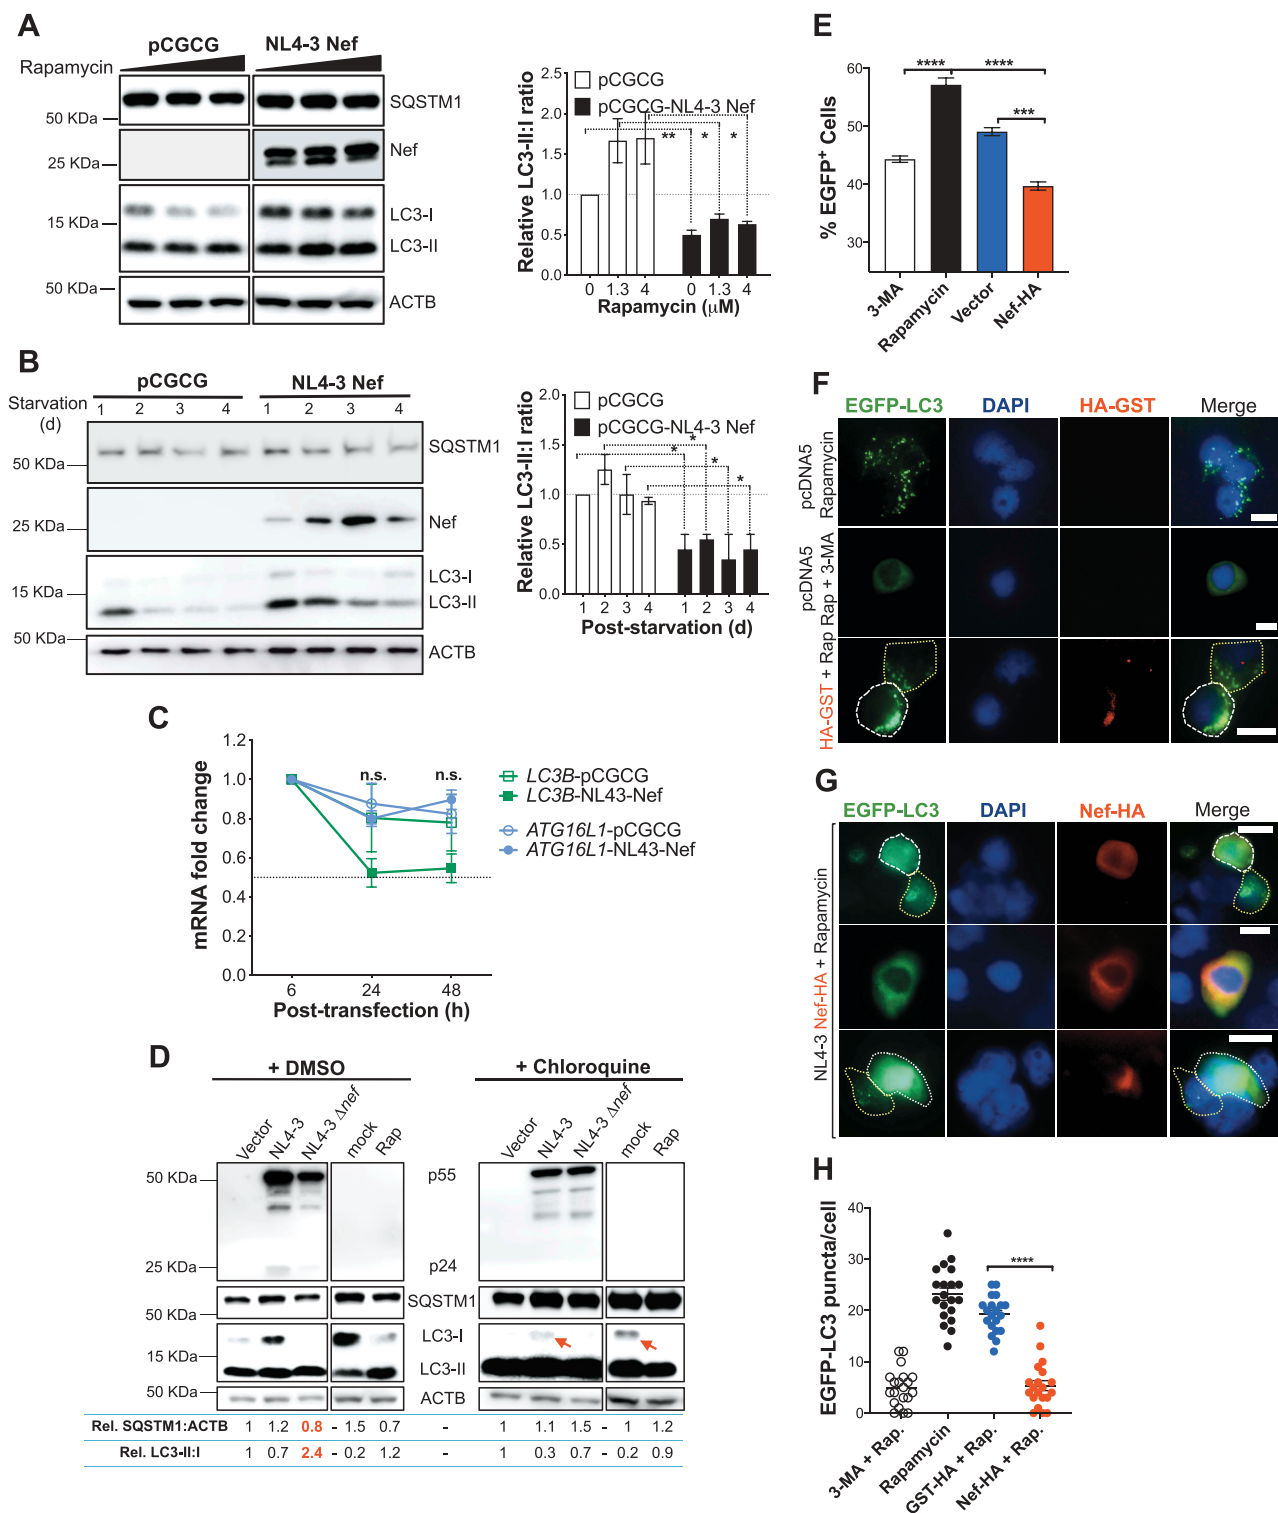 A
pCGCG
NL4-3 Nef
Rapamycin
SQSTM1
50 KDa
Nef
25 KDa
LC3-I
15 KDa
LC3-II
50 KDa
ACTB
Relative LC3-II:I ratio
2.5
2.0
1.5
1.0
0.5
0.0
pCGCG
pCGCG-NL4-3 Nef
** * *
0 1.3 4 0 1.3 4
Rapamycin (μM)
B
pCGCG
NL4-3 Nef
Starvation
(d)
1 2 3 4 1 2 3 4
SQSTM1
50 KDa
Nef
25 KDa
LC3-I
15 KDa
LC3-II
50 KDa
ACTB
Relative LC3-II:I ratio
2.0
1.5
1.0
0.5
0.0
pCGCG
pCGCG-NL4-3 Nef
*
*
*
*
1 2 3 4 1 2 3 4
Post-starvation (d)
C
mRNA fold change
1.2
1.0
0.8
0.6
0.4
0.2
0.0
n.s. n.s.
LC3B-pCGCG
LC3B-NL43-Nef
ATG16L1-pCGCG
ATG16L1-NL43-Nef
6 24 48
Post-transfection (h)
D
+ DMSO
+ Chloroquine
Vector NL4-3 NL4-3 Δnef mock Rap
Vector NL4-3 NL4-3 Δnef mock Rap
50 KDa
p55
25 KDa
p24
SQSTM1
50 KDa
LC3-I
15 KDa
LC3-II
50 KDa
ACTB
Rel. SQSTM1:ACTB 1 1.2 0.8 - 1.5 0.7 - 1 1.1 1.5 - 1 1.2
Rel. LC3-II:I 1 0.7 2.4 - 0.2 1.2 - 1 0.3 0.7 - 0.2 0.9
E
% EGFP+ Cells
60
50
40
30
**** ****
***
3-MA
Rapamycin
Vector
Nef-HA
F
EGFP-LC3 DAPI HA-GST Merge
pcDNA5
Rapamycin
pcDNA5
Rap + 3-MA
HA-GST + Rap
G
EGFP-LC3 DAPI Nef-HA Merge
NL4-3 Nef-HA + Rapamycin
H
EGFP-LC3 puncta/cell
40
30
20
10
0
****
3-MA + Rap.
Rapamycin
GST-HA + Rap.
Nef-HA + Rap.